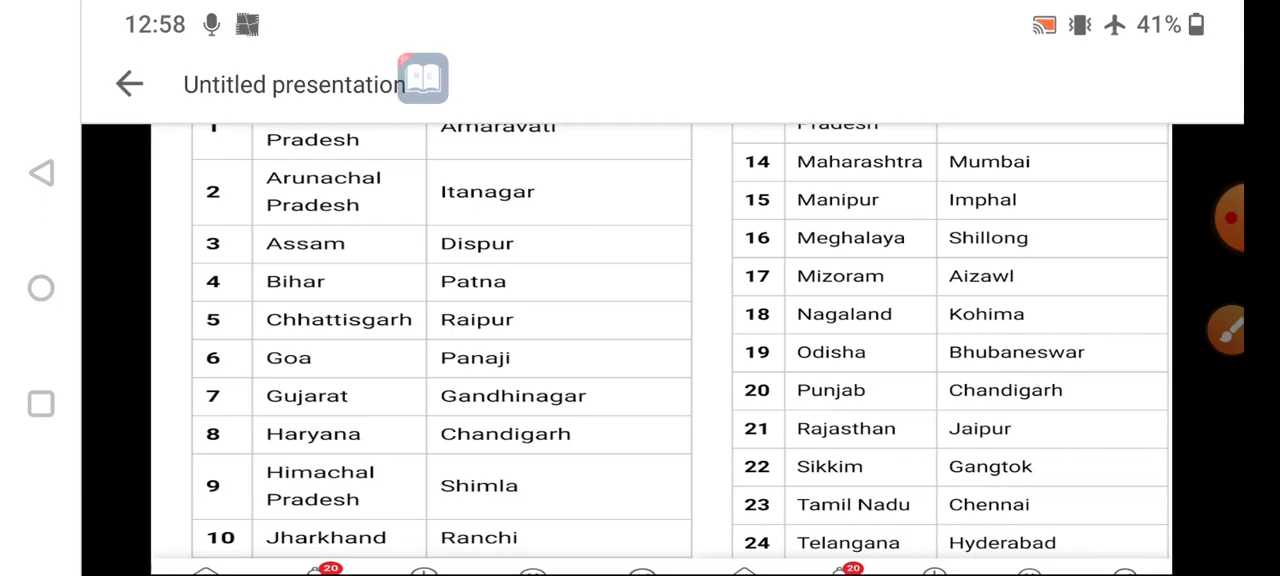 12:58 41%
Untitled presentation
1 Pradesh Amaravati
2 Arunachal Pradesh Itanagar
3 Assam Dispur
4 Bihar Patna
5 Chhattisgarh Raipur
6 Goa Panaji
7 Gujarat Gandhinagar
8 Haryana Chandigarh
9 Himachal Pradesh Shimla
10 Jharkhand Ranchi
20
Pradesh
14 Maharashtra Mumbai
15 Manipur Imphal
16 Meghalaya Shillong
17 Mizoram Aizawl
18 Nagaland Kohima
19 Odisha Bhubaneswar
20 Punjab Chandigarh
21 Rajasthan Jaipur
22 Sikkim Gangtok
23 Tamil Nadu Chennai
24 Telangana Hyderabad
20